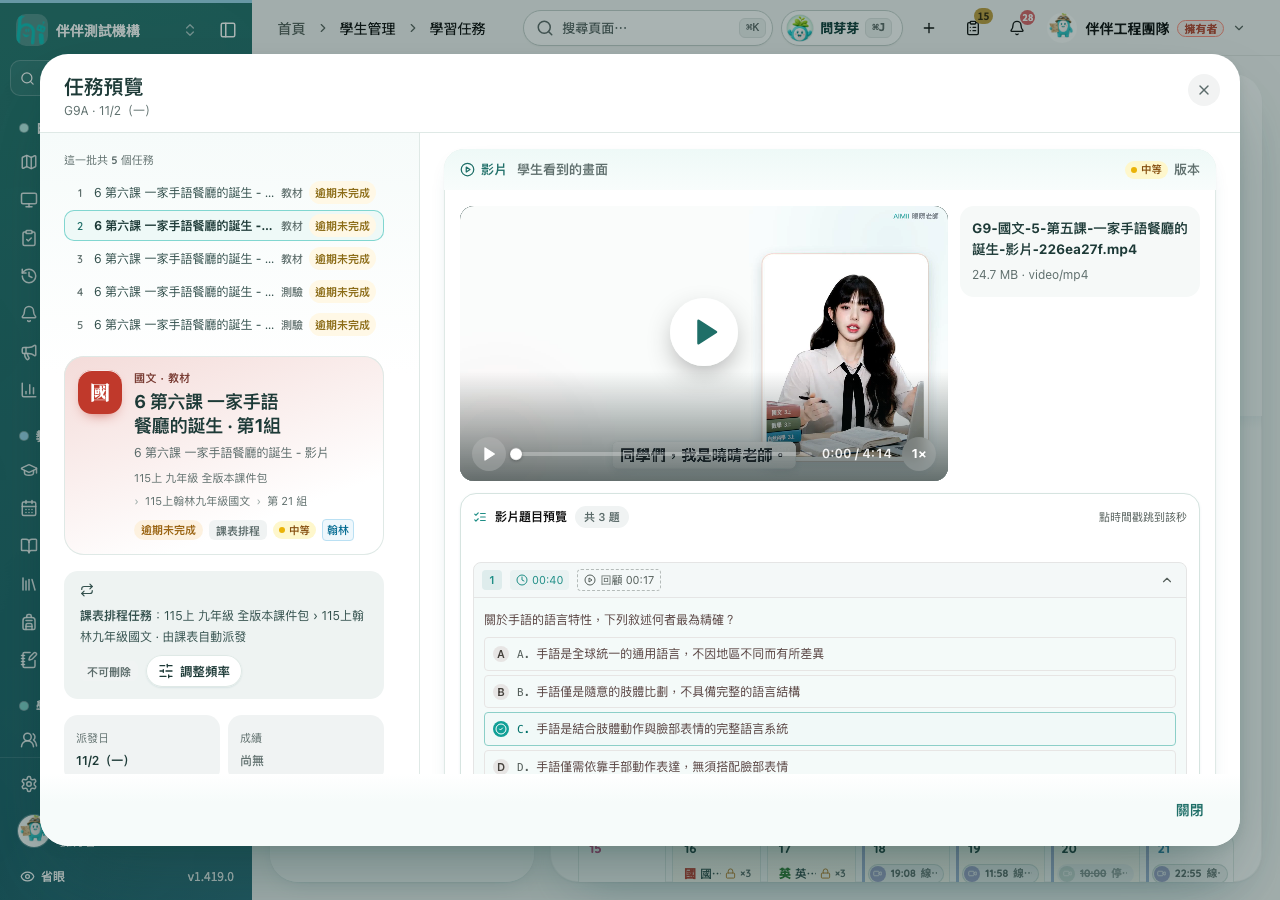 伴伴測試機構
首頁 › 學生管理 › 學習任務
搜尋頁面… ⌘K
問芽芽 ⌘J
15
28
伴伴工程團隊 擁有者
任務預覽
G9A · 11/2（一）
這一批共 5 個任務
1 6 第六課 一家手語餐廳的誕生 - ... 教材 逾期未完成
2 6 第六課 一家手語餐廳的誕生 -... 教材 逾期未完成
3 6 第六課 一家手語餐廳的誕生 - ... 教材 逾期未完成
4 6 第六課 一家手語餐廳的誕生 - ... 測驗 逾期未完成
5 6 第六課 一家手語餐廳的誕生 - ... 測驗 逾期未完成
國
國文 · 教材
6 第六課 一家手語
餐廳的誕生 · 第1組
6 第六課 一家手語餐廳的誕生 - 影片
115上 九年級 全版本課件包
› 115上翰林九年級國文 › 第 21 組
逾期未完成 課表排程 中等 翰林
課表排程任務：115上 九年級 全版本課件包 › 115上翰
林九年級國文 · 由課表自動派發
不可刪除 調整頻率
派發日
11/2（一）
成績
尚無
影片 學生看到的畫面 中等 版本
同學們，我是曉晴老師。
0:00 / 4:14 1×
G9-國文-5-第五課-一家手語餐廳的
誕生-影片-226ea27f.mp4
24.7 MB · video/mp4
影片題目預覽 共 3 題 點時間戳跳到該秒
1 00:40 回顧 00:17
關於手語的語言特性，下列敘述何者最為精確？
A A. 手語是全球統一的通用語言，不因地區不同而有所差異
B B. 手語僅是隨意的肢體比劃，不具備完整的語言結構
C. 手語是結合肢體動作與臉部表情的完整語言系統
D D. 手語僅需依靠手部動作表達，無須搭配臉部表情
關閉
省眼 v1.419.0
15 16 17 18 19 20 21
國 國… ×3
英 英… ×3
19:08 線…
11:58 線…
10:00 停…
22:55 線…